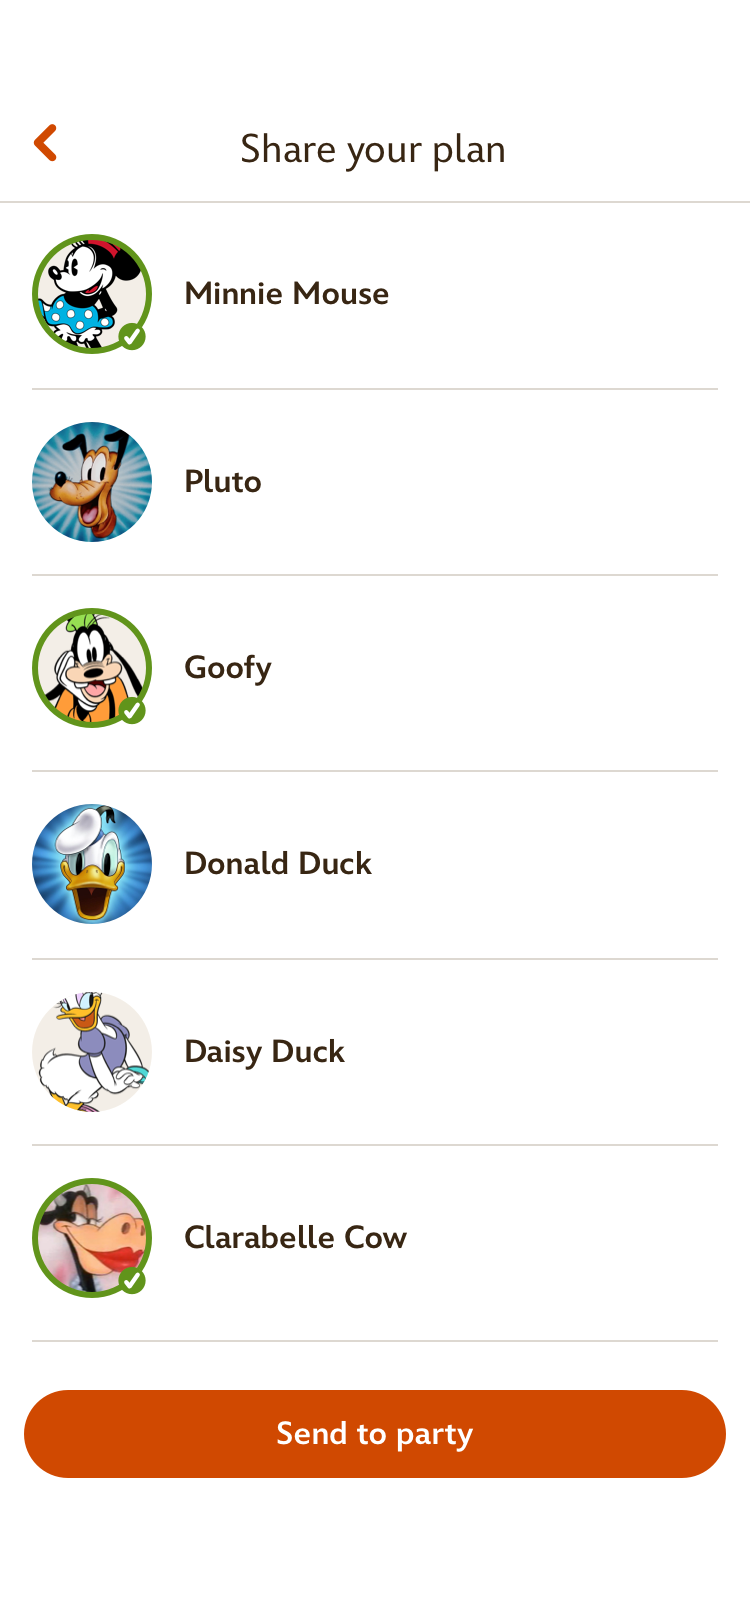 Share your plan
Minnie Mouse
Pluto
Goofy
Donald Duck
Daisy Duck
Clarabelle Cow
Send to party